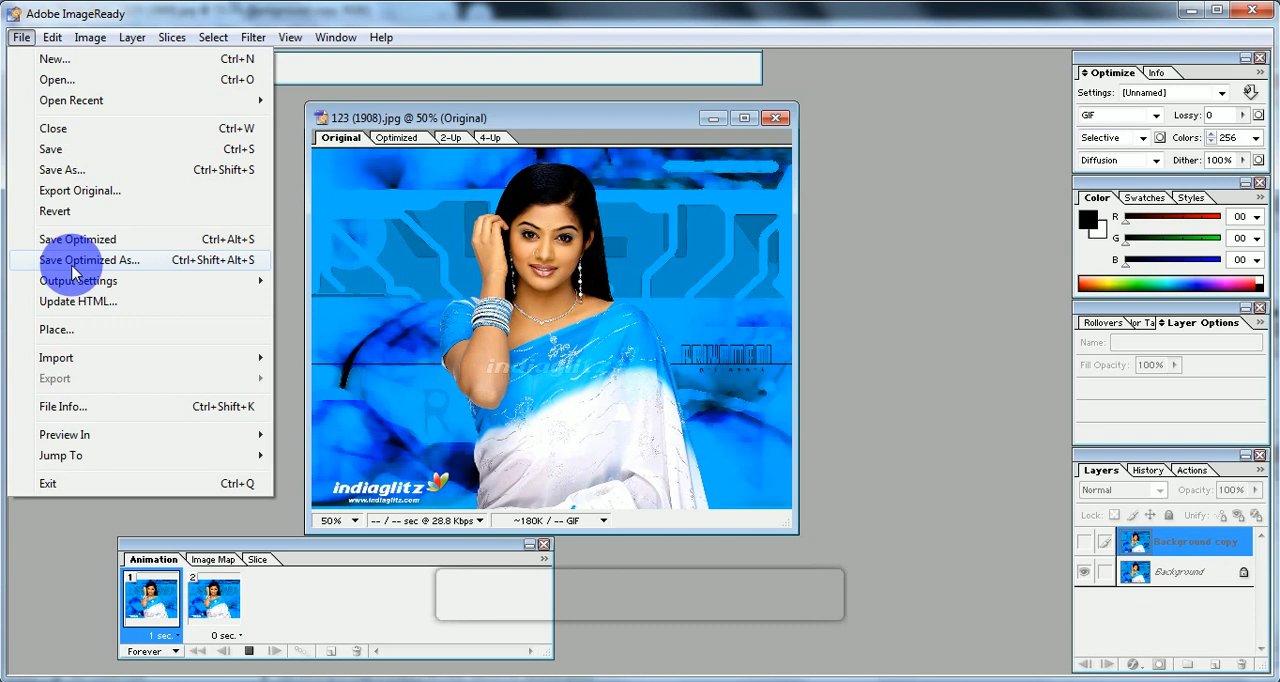 Adobe ImageReady
File Edit Image Layer Slices Select Filter View Window Help
New... Ctrl+N
Open... Ctrl+O
Open Recent
Close Ctrl+W
Save Ctrl+S
Save As... Ctrl+Shift+S
Export Original...
Revert
Save Optimized Ctrl+Alt+S
Save Optimized As... Ctrl+Shift+Alt+S
Output Settings
Update HTML...
Place...
Import
Export
File Info... Ctrl+Shift+K
Preview In
Jump To
Exit Ctrl+Q
123 (1908).jpg @ 50% (Original)
Original Optimized 2-Up 4-Up
indiaglitz
PRIYAMANI
indiaglitz
www.indiaglitz.com
50% -- / -- sec @ 28.8 Kbps ~180K / -- GIF
Animation Image Map Slice
1 2
1 sec. 0 sec.
Forever
Optimize Info
Settings: [Unnamed]
GIF Lossy: 0
Selective Colors: 256
Diffusion Dither: 100%
Color Swatches Styles
R 00
G 00
B 00
Rollovers or Ta Layer Options
Name:
Fill Opacity: 100%
Layers History Actions
Normal Opacity: 100%
Lock: Unify:
Background copy
Background